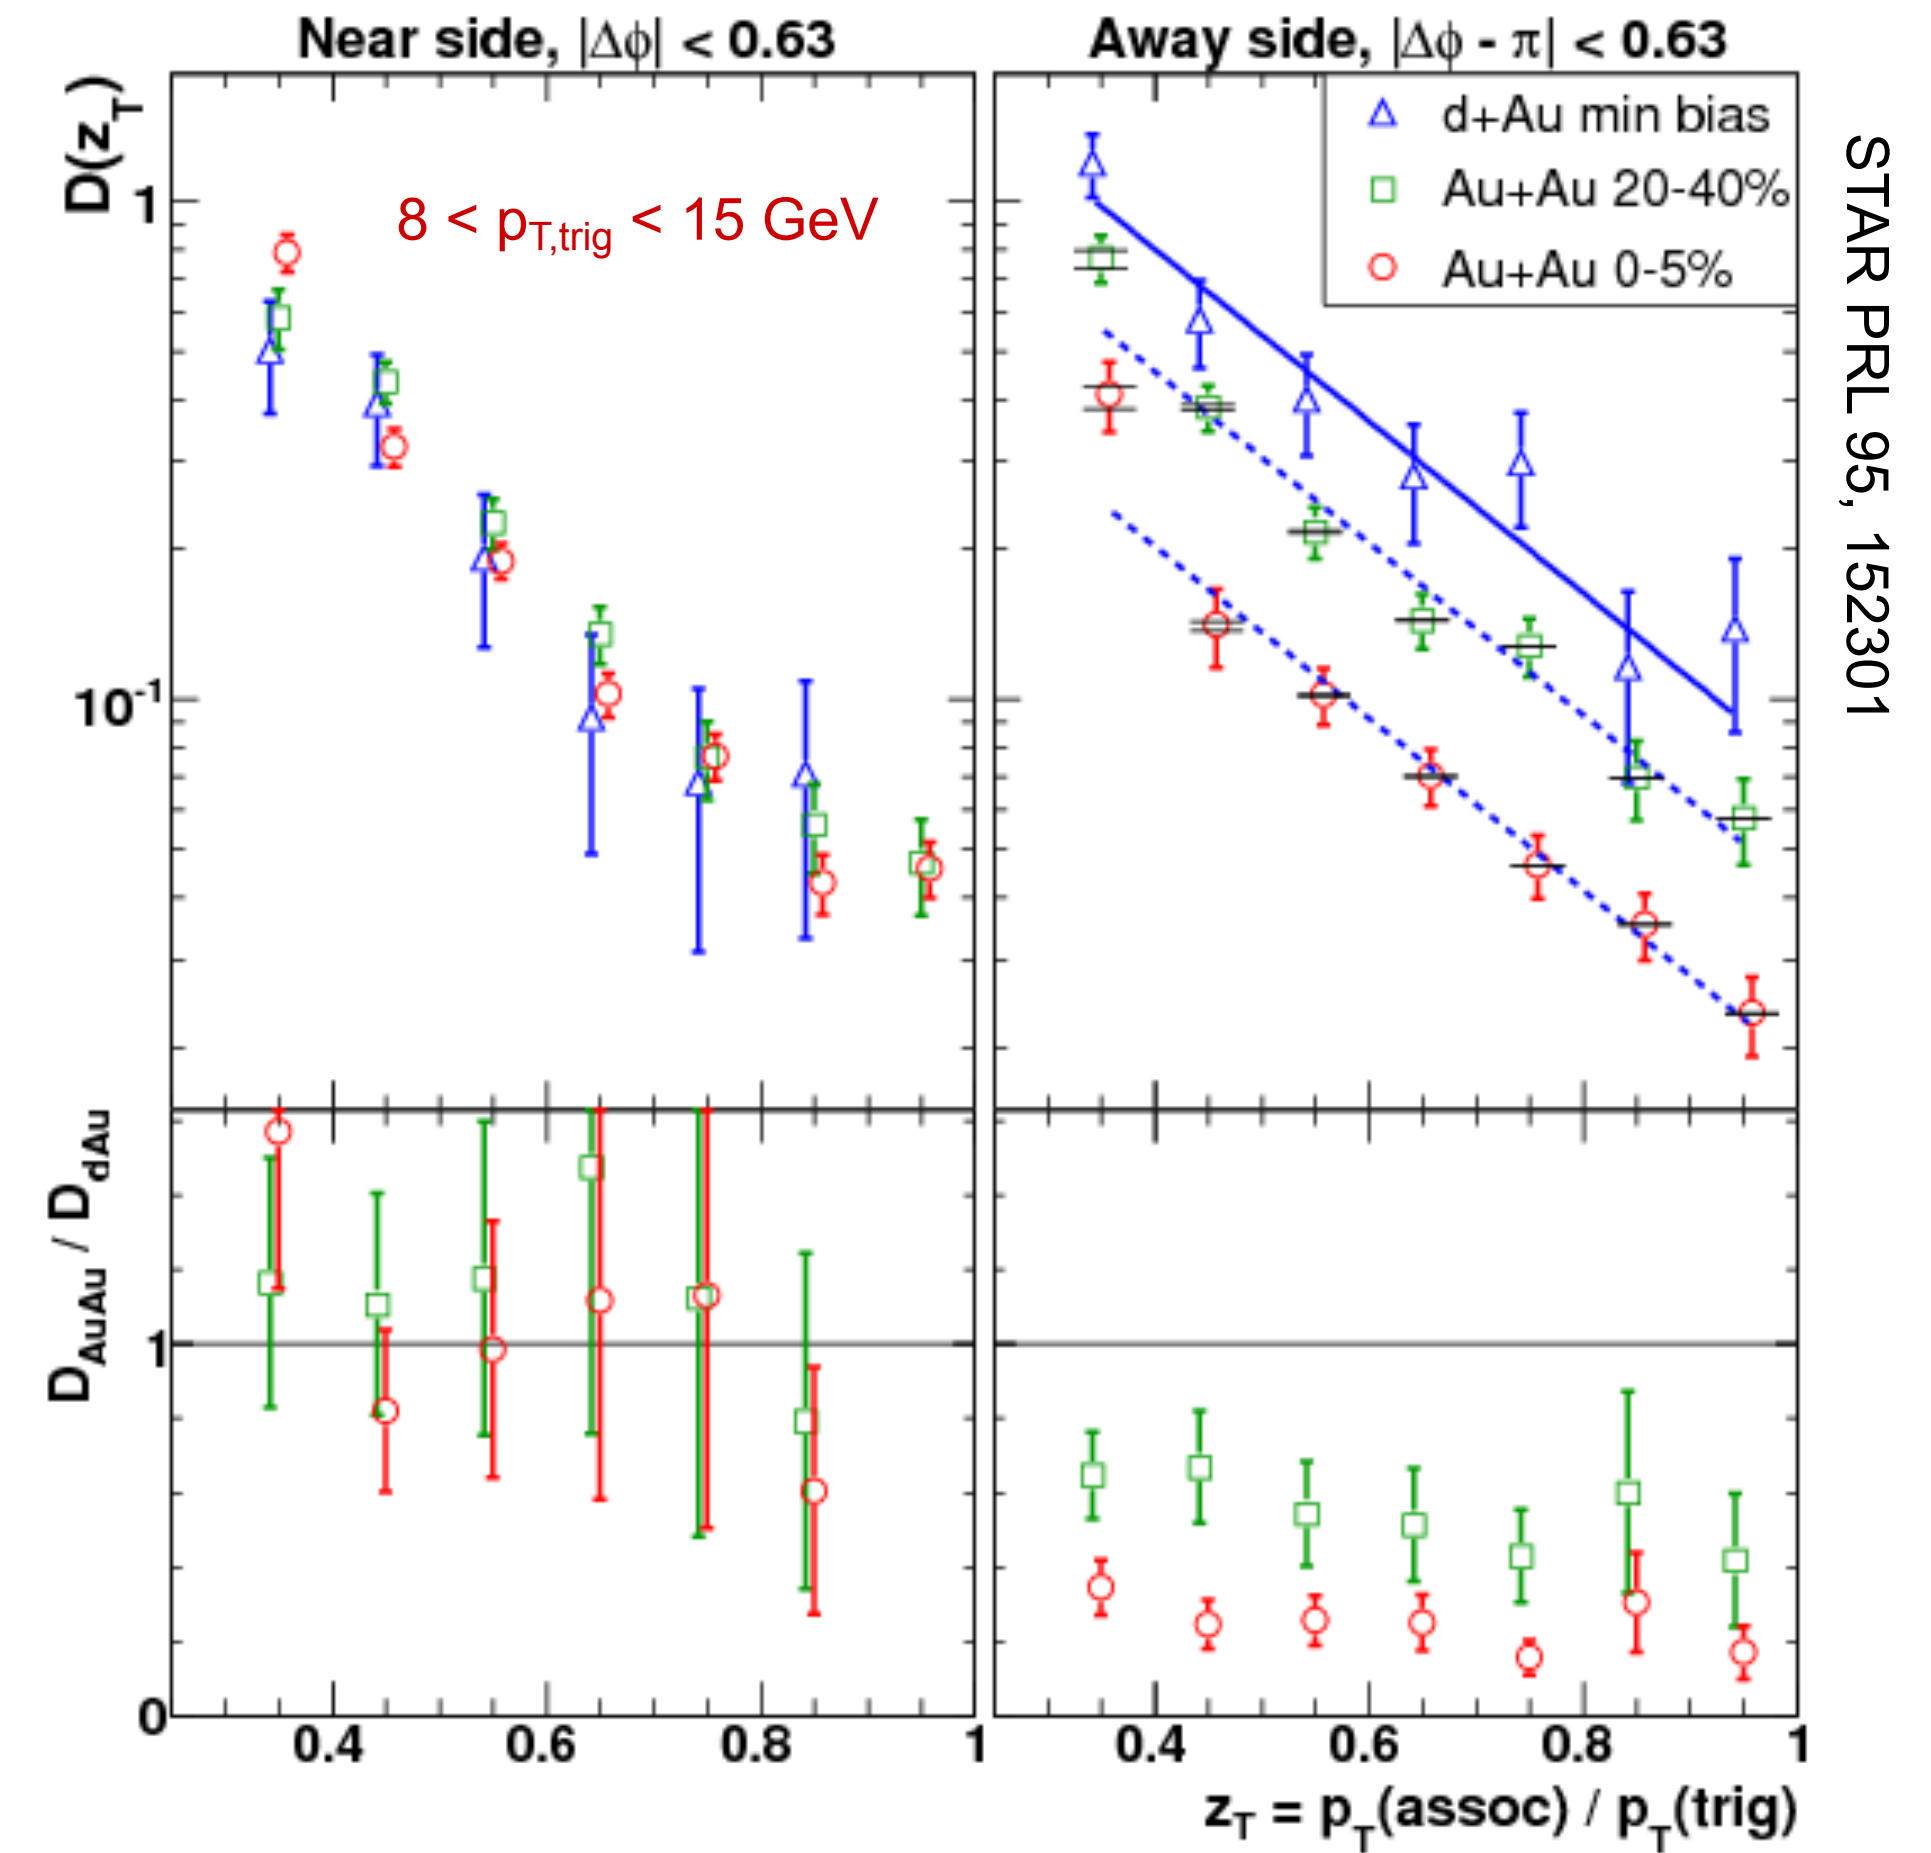 Near side, |Δϕ| < 0.63
Away side, |Δϕ - π| < 0.63
D(z_T)
1
10^-1
8 < p_T,trig < 15 GeV
d+Au min bias
Au+Au 20-40%
Au+Au 0-5%
STAR PRL 95, 152301
D_AuAu / D_dAu
1
0
0.4 0.6 0.8 1
0.4 0.6 0.8 1
z_T = p_T(assoc) / p_T(trig)